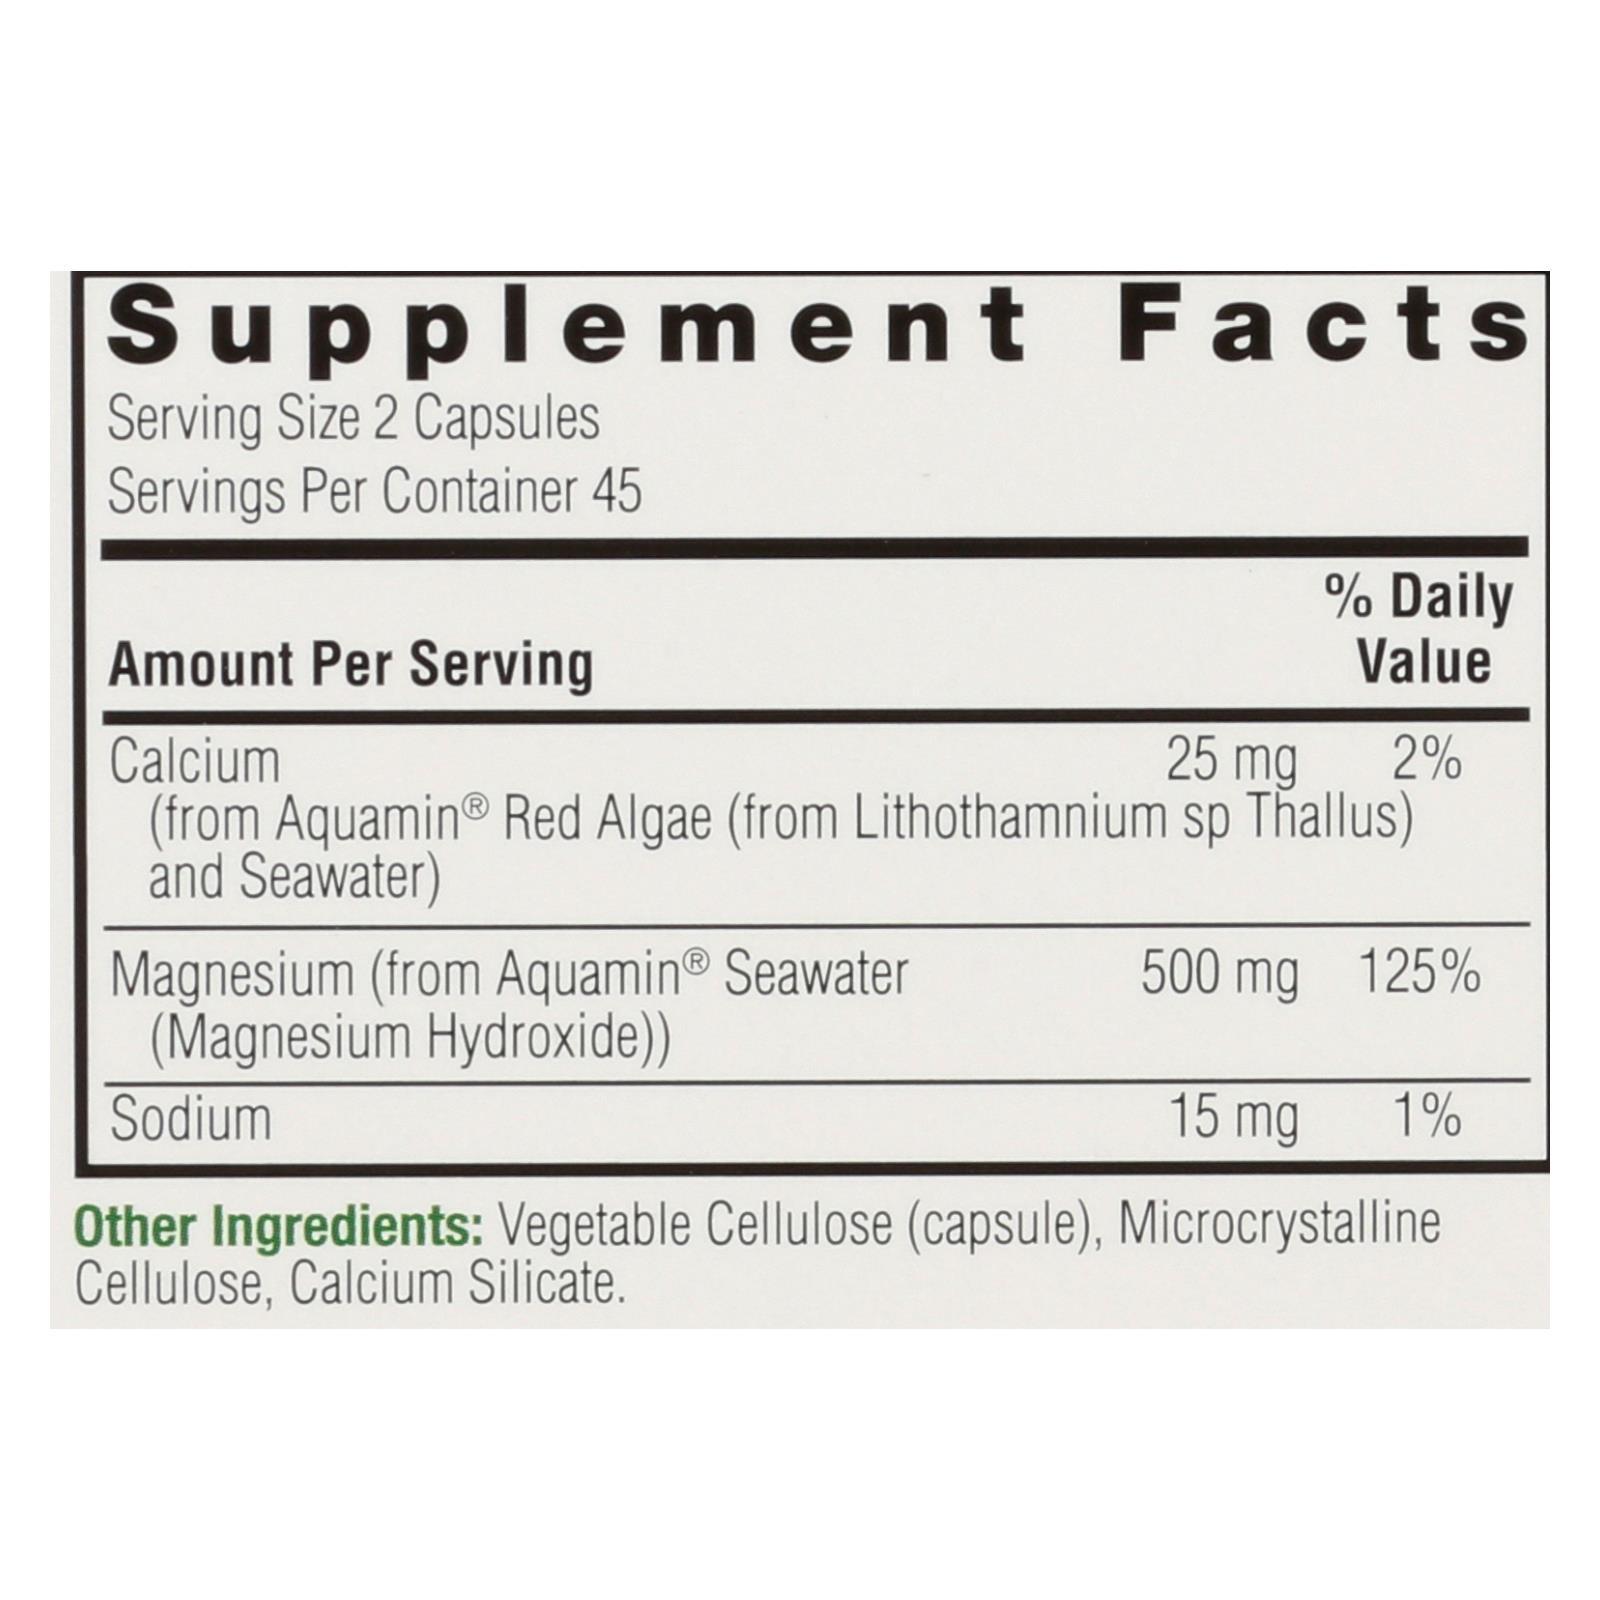 Supplement Facts
Serving Size 2 Capsules
Servings Per Container 45
% Daily
Amount Per Serving Value
Calcium 25 mg 2%
(from Aquamin® Red Algae (from Lithothamnium sp Thallus)
and Seawater)
Magnesium (from Aquamin® Seawater 500 mg 125%
(Magnesium Hydroxide))
Sodium 15 mg 1%
Other Ingredients: Vegetable Cellulose (capsule), Microcrystalline
Cellulose, Calcium Silicate.